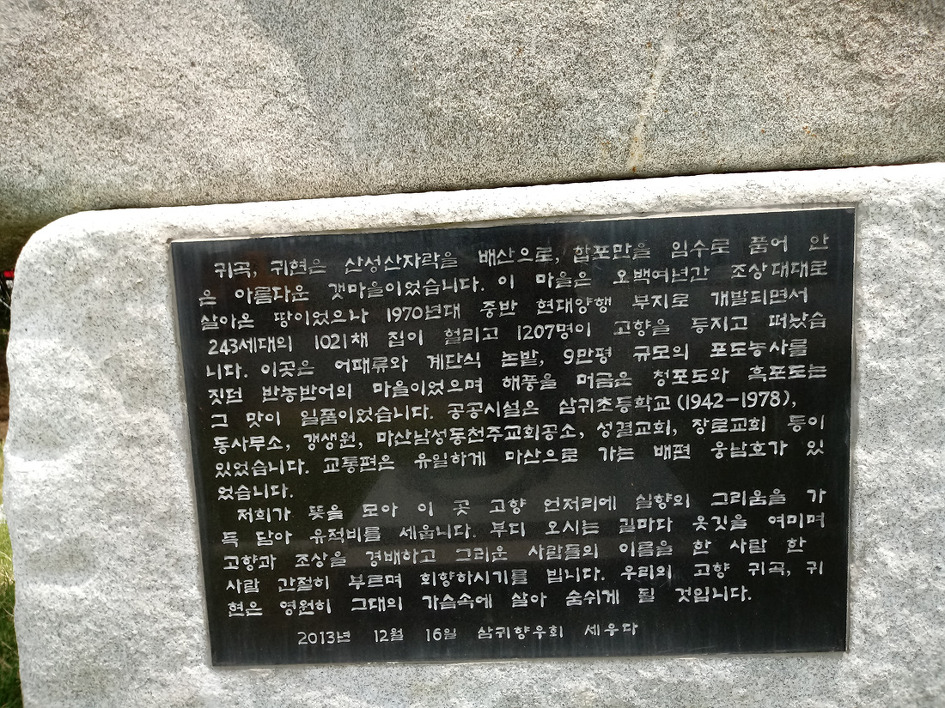 귀곡, 귀현은 산성산자락을 배산으로, 합포만을 임수로 품어 안
은 아름다운 갯마을이었습니다. 이 마을은 오백여년간 조상대대로
살아온 땅이었으나 1970년대 중반 현대양행 부지로 개발되면서
243세대의 1021채 집이 헐리고 1207명이 고향을 등지고 떠났습
니다. 이곳은 어패류와 계단식 논밭, 9만평 규모의 포도농사를
짓던 반농반어의 마을이었으며 해풍을 머금은 청포도와 흑포도는
그 맛이 일품이었습니다. 공공시설은 삼귀초등학교(1942-1978),
동사무소, 갱생원, 마산남성동천주교회공소, 성결교회, 장로교회 등이
있었습니다. 교통편은 유일하게 마산으로 가는 배편 웅남호가 있
었습니다.
저희가 뜻을 모아 이 곳 고향 언저리에 실향의 그리움을 가
득 담아 유적비를 세웁니다. 부디 오시는 길마다 옷깃을 여미며
고향과 조상을 경배하고 그리운 사람들의 이름을 한 사람 한
사람 간절히 부르며 회향하시기를 빕니다. 우리의 고향 귀곡, 귀
현은 영원히 그대의 가슴속에 살아 숨쉬게 될 것입니다.
2013년 12월 16일 삼귀향우회 세우다